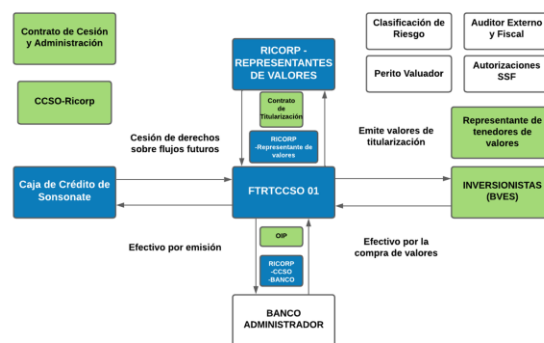 Contrato de Cesión
y Administración
CCSO-Ricorp
RICORP -
REPRESENTANTES
DE VALORES
Clasificación de
Riesgo
Auditor Externo
y Fiscal
Perito Valuador
Autorizaciones
SSF
Contrato
de
Titularización
RICORP
-Representante de
valores
Cesión de derechos
sobre flujos futuros
Emite valores de
titularización
Representante de
tenedores de
valores
Caja de Crédito de
Sonsonate
FTRTCCSO 01
INVERSIONISTAS
(BVES)
Efectivo por emisión
OIP
RICORP
-CCSO
-BANCO
Efectivo por la
compra de valores
BANCO
ADMINISTRADOR